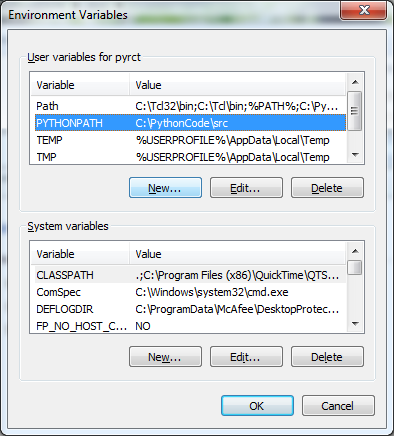 Environment Variables
User variables for pyrct
Variable Value
Path C:\Tcl32\bin;C:\Tcl\bin;%PATH%;C:\Py...
PYTHONPATH C:\PythonCode\src
TEMP %USERPROFILE%\AppData\Local\Temp
TMP %USERPROFILE%\AppData\Local\Temp
New... Edit... Delete
System variables
Variable Value
CLASSPATH .;C:\Program Files (x86)\QuickTime\QTS...
ComSpec C:\Windows\system32\cmd.exe
DEFLOGDIR C:\ProgramData\McAfee\DesktopProtec...
FP_NO_HOST_C... NO
New... Edit... Delete
OK Cancel